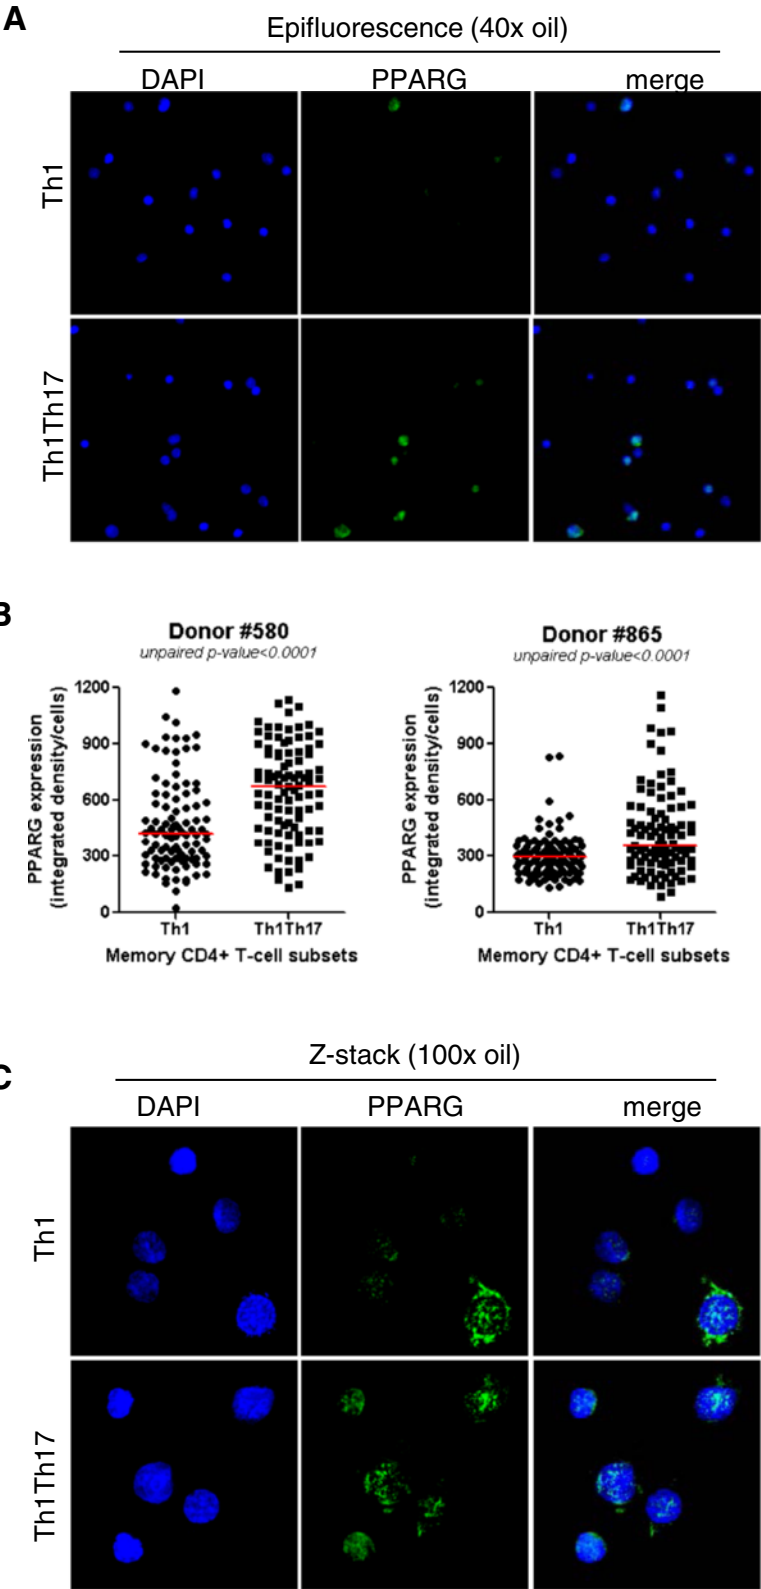 A
Epifluorescence (40x oil)
DAPI PPARG merge
Th1
Th1Th17
B
Donor #580
unpaired p-value<0.0001
PPARG expression
(integrated density/cells)
1200
900
600
300
0
Th1 Th1Th17
Memory CD4+ T-cell subsets
Donor #865
unpaired p-value<0.0001
PPARG expression
(integrated density/cells)
1200
900
600
300
0
Th1 Th1Th17
Memory CD4+ T-cell subsets
C
Z-stack (100x oil)
DAPI PPARG merge
Th1
Th1Th17